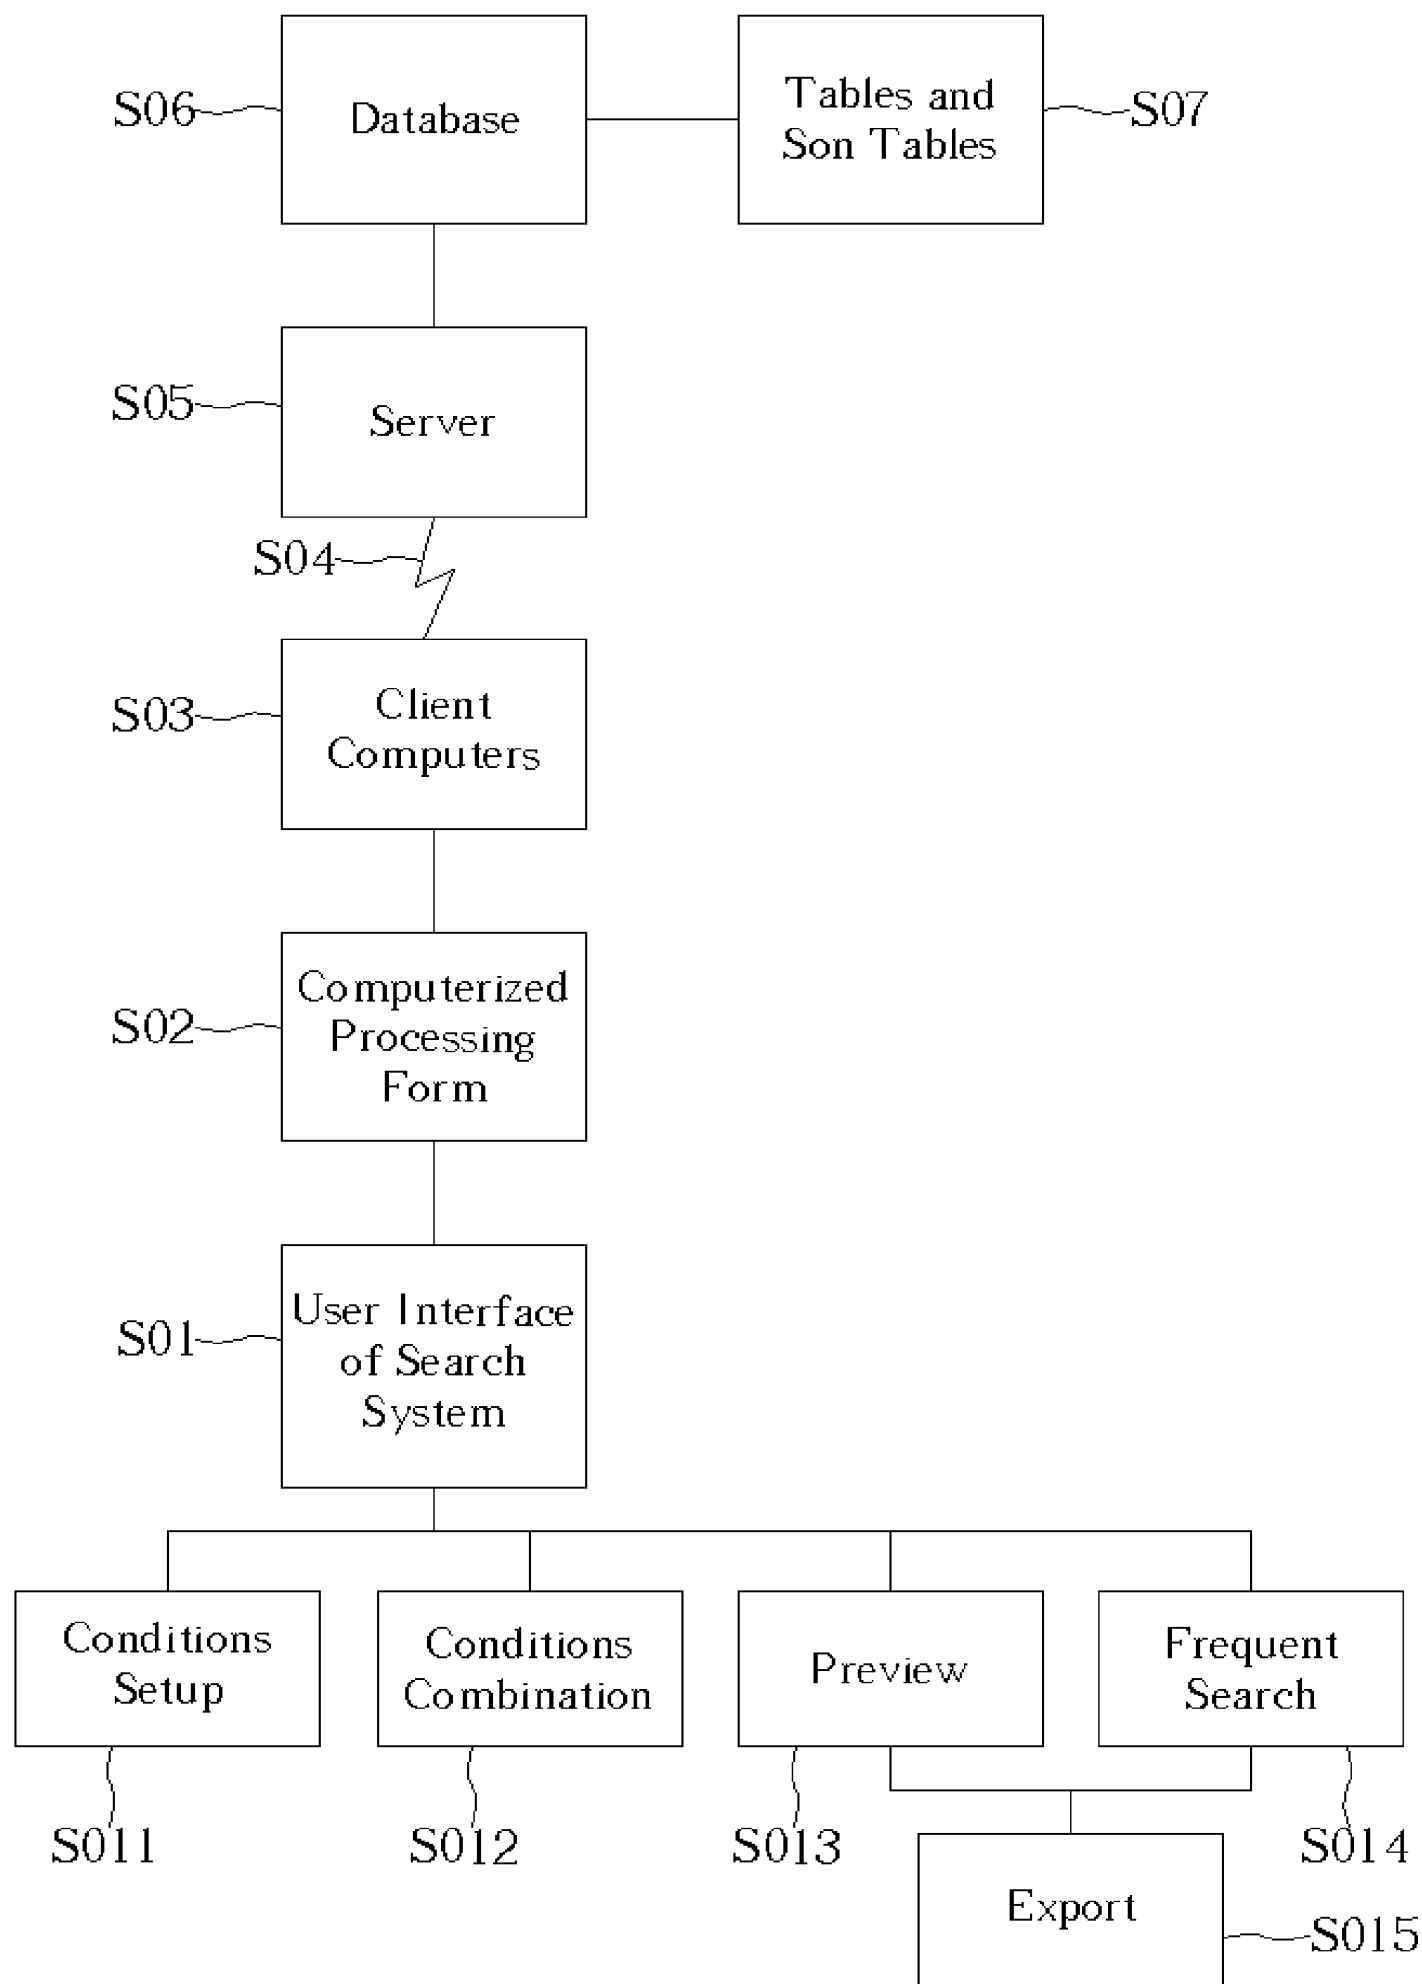 S06
Database
Tables and
Son Tables
S07
S05
Server
S04
S03
Client
Computers
S02
Computerized
Processing
Form
S01
User Interface
of Search
System
Conditions
Setup
Conditions
Combination
Preview
Frequent
Search
S011
S012
S013
S014
Export
S015